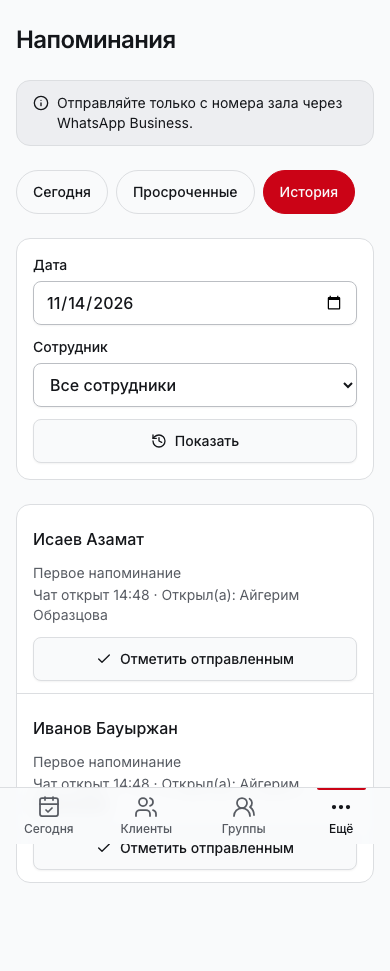 Напоминания
Отправляйте только с номера зала через
WhatsApp Business.
Сегодня
Просроченные
История
Дата
11/14/2026
Сотрудник
Все сотрудники
Показать
Исаев Азамат
Первое напоминание
Чат открыт 14:48 · Открыл(а): Айгерим
Образцова
Отметить отправленным
Иванов Бауыржан
Первое напоминание
Чат открыт 14:48 · Открыл(а): Айгерим
Сегодня
Клиенты
Группы
Ещё
Отметить отправленным